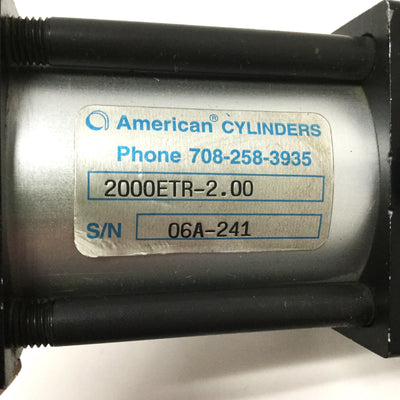 American® CYLINDERS
Phone 708-258-3935
2000ETR-2.00
S/N 06A-241